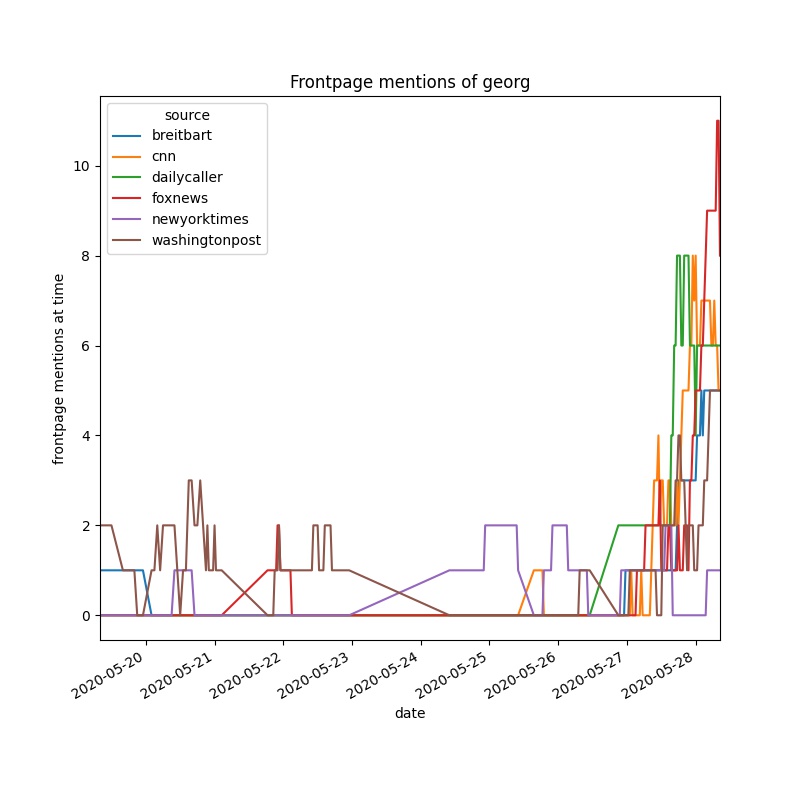 Frontpage mentions of georg
source
breitbart
cnn
dailycaller
foxnews
newyorktimes
washingtonpost
frontpage mentions at time
10
8
6
4
2
0
2020-05-20
2020-05-21
2020-05-22
2020-05-23
2020-05-24
2020-05-25
2020-05-26
2020-05-27
2020-05-28
date